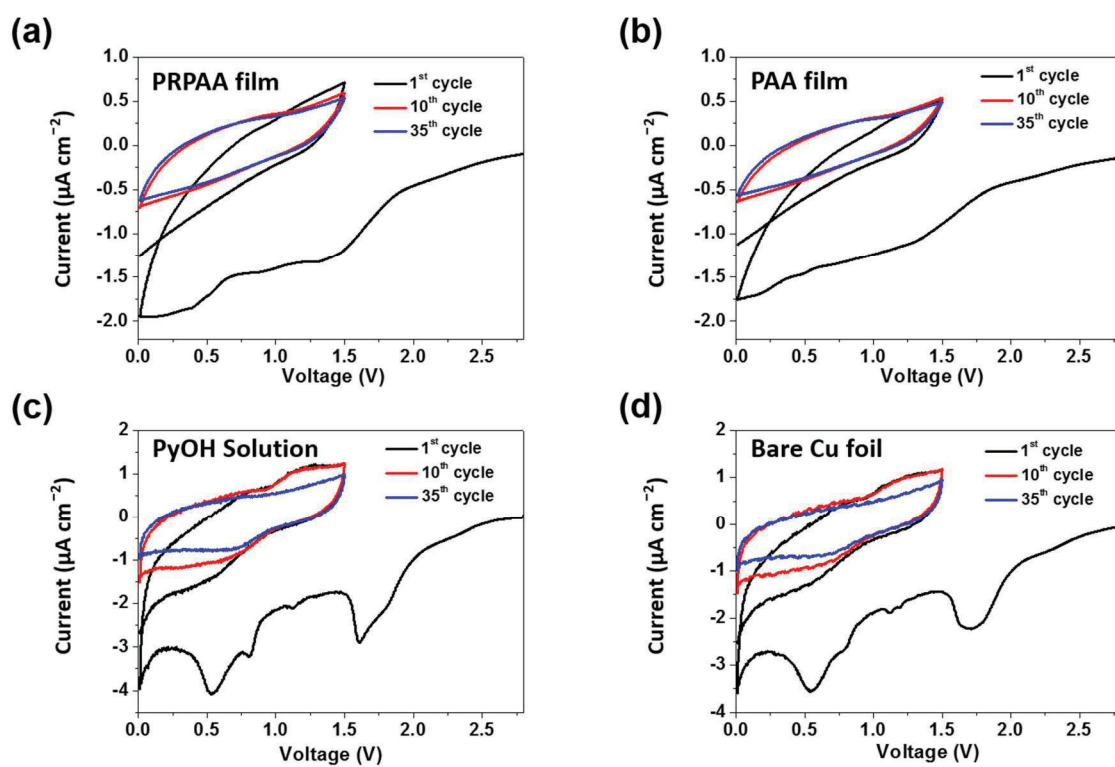 (a)
PRPAA film
1st cycle
10th cycle
35th cycle
1.0
0.5
0.0
-0.5
-1.0
-1.5
-2.0
Current (µA cm⁻²)
0.0 0.5 1.0 1.5 2.0 2.5
Voltage (V)
(b)
PAA film
1st cycle
10th cycle
35th cycle
1.0
0.5
0.0
-0.5
-1.0
-1.5
-2.0
Current (µA cm⁻²)
0.0 0.5 1.0 1.5 2.0 2.5
Voltage (V)
(c)
PyOH Solution
1st cycle
10th cycle
35th cycle
2
1
0
-1
-2
-3
-4
Current (µA cm⁻²)
0.0 0.5 1.0 1.5 2.0 2.5
Voltage (V)
(d)
Bare Cu foil
1st cycle
10th cycle
35th cycle
2
1
0
-1
-2
-3
-4
Current (µA cm⁻²)
0.0 0.5 1.0 1.5 2.0 2.5
Voltage (V)